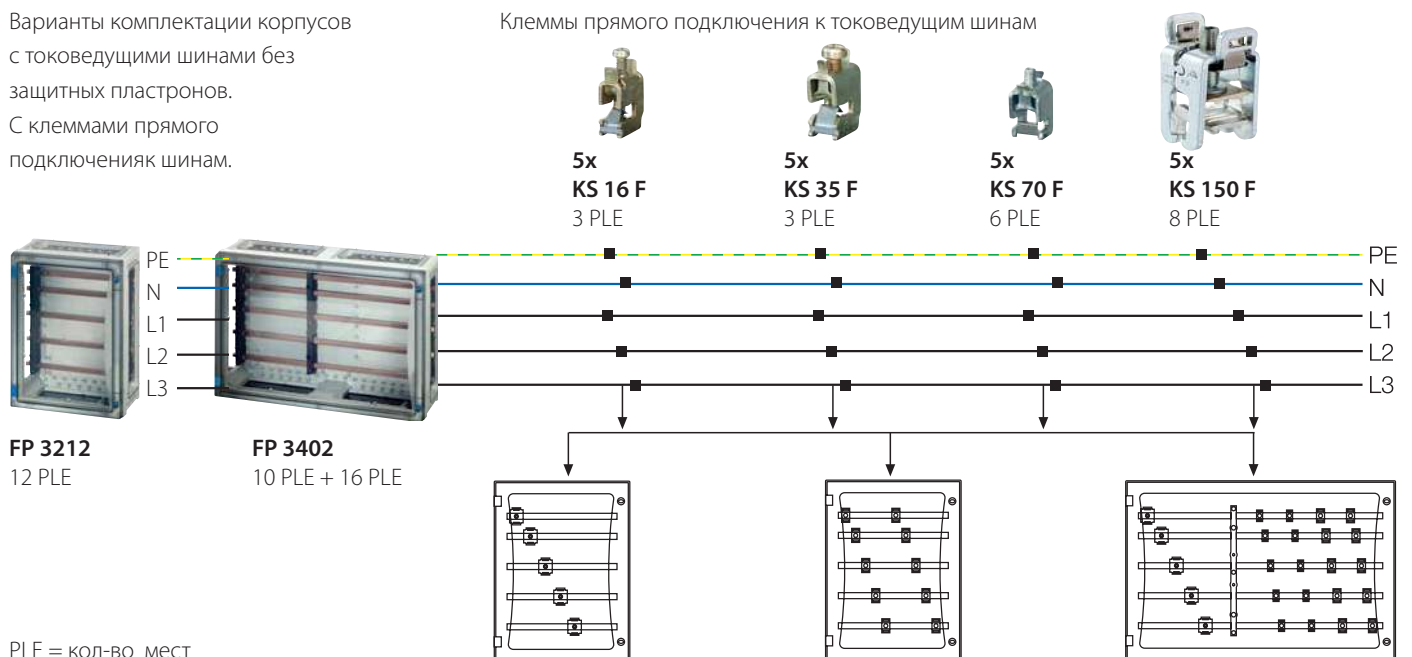 Варианты комплектации корпусов
с токоведущими шинами без
защитных пластронов.
С клеммами прямого
подключенияк шинам.
Клеммы прямого подключения к токоведущим шинам
5x
KS 16 F
3 PLE
5x
KS 35 F
3 PLE
5x
KS 70 F
6 PLE
5x
KS 150 F
8 PLE
PE
N
L1
L2
L3
PE
N
L1
L2
L3
FP 3212
12 PLE
FP 3402
10 PLE + 16 PLE
PLE = кол-во мест